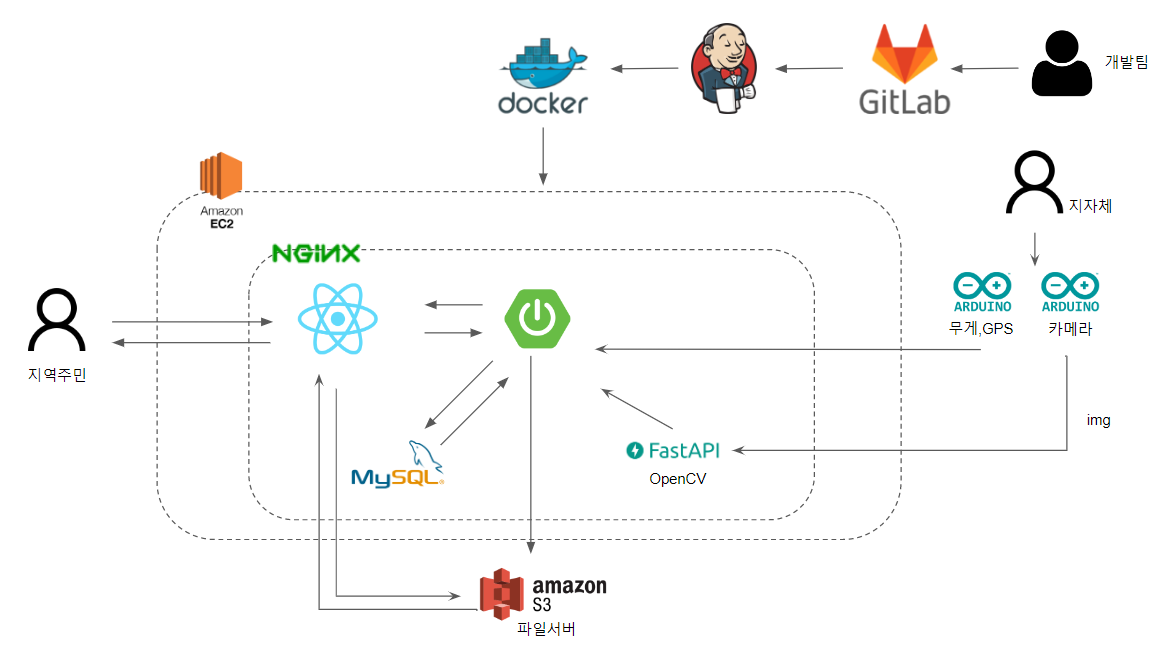 docker
GitLab
개발팀
Amazon
EC2
지자체
NGINX
ARDUINO
ARDUINO
무게,GPS
카메라
지역주민
img
FastAPI
OpenCV
MySQL
amazon
S3
파일서버